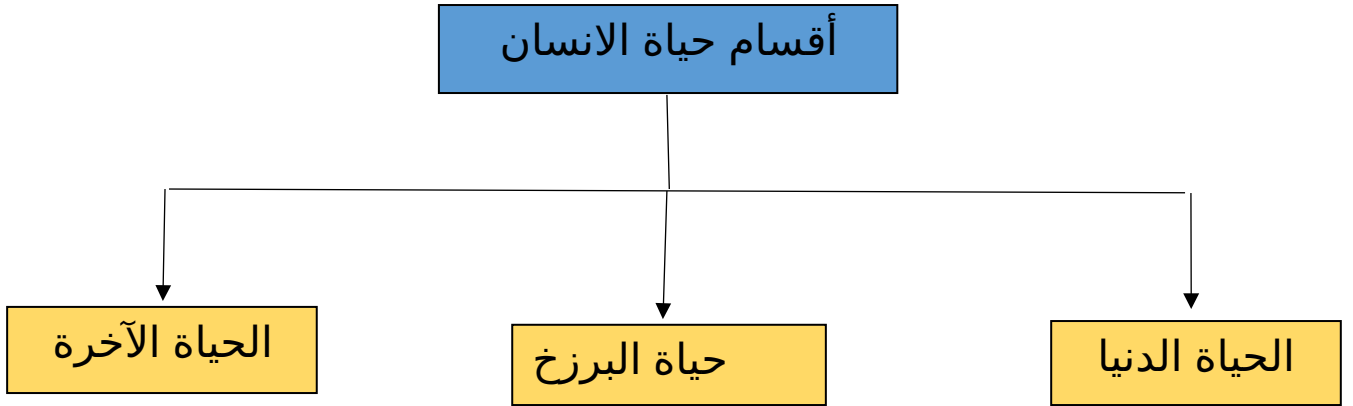 أقسام حياة الانسان
الحياة الدنيا
حياة البرزخ
الحياة الآخرة